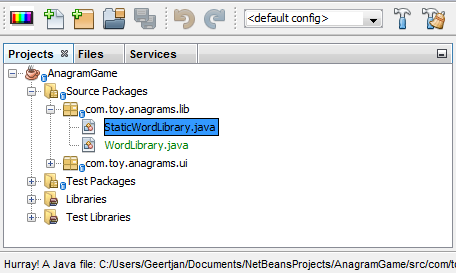 <default config>
Projects Files Services
AnagramGame
Source Packages
com.toy.anagrams.lib
StaticWordLibrary.java
WordLibrary.java
com.toy.anagrams.ui
Test Packages
Libraries
Test Libraries
Hurray! A Java file: C:/Users/Geertjan/Documents/NetBeansProjects/AnagramGame/src/com/to